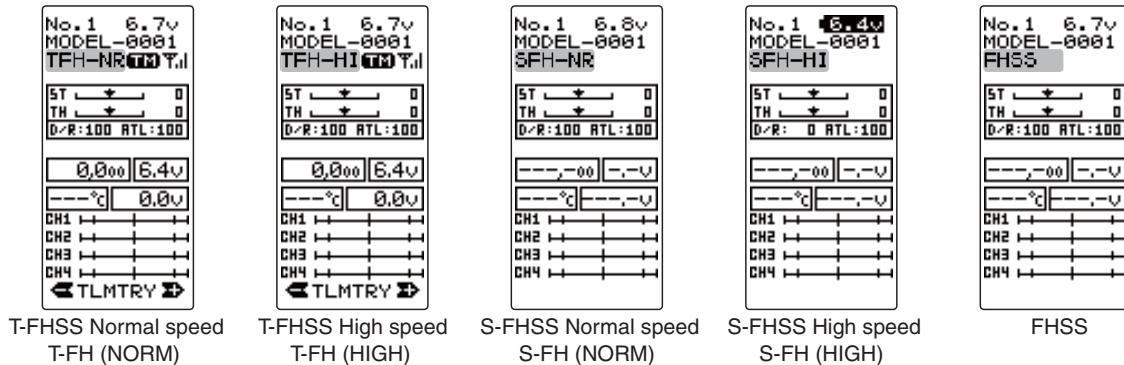 No.1 6.7v
MODEL-0001
TFH-NR TM
ST 0
TH 0
D/R:100 ATL:100
0,000 6.4v
---°C 0.0v
CH1
CH2
CH3
CH4
TLMTRY
T-FHSS Normal speed
T-FH (NORM)
No.1 6.7v
MODEL-0001
TFH-HI TM
ST 0
TH 0
D/R:100 ATL:100
0,000 6.4v
---°C 0.0v
CH1
CH2
CH3
CH4
TLMTRY
T-FHSS High speed
T-FH (HIGH)
No.1 6.8v
MODEL-0001
SFH-NR
ST 0
TH 0
D/R:100 ATL:100
---,-00 -.-v
---°C ---.-v
CH1
CH2
CH3
CH4
S-FHSS Normal speed
S-FH (NORM)
No.1 6.4v
MODEL-0001
SFH-HI
ST 0
TH 0
D/R: 0 ATL:100
---,-00 -.-v
---°C ---.-v
CH1
CH2
CH3
CH4
S-FHSS High speed
S-FH (HIGH)
No.1 6.7v
MODEL-0001
FHSS
ST 0
TH 0
D/R:100 ATL:100
---,-00 -.-v
---°C ---.-v
CH1
CH2
CH3
CH4
FHSS